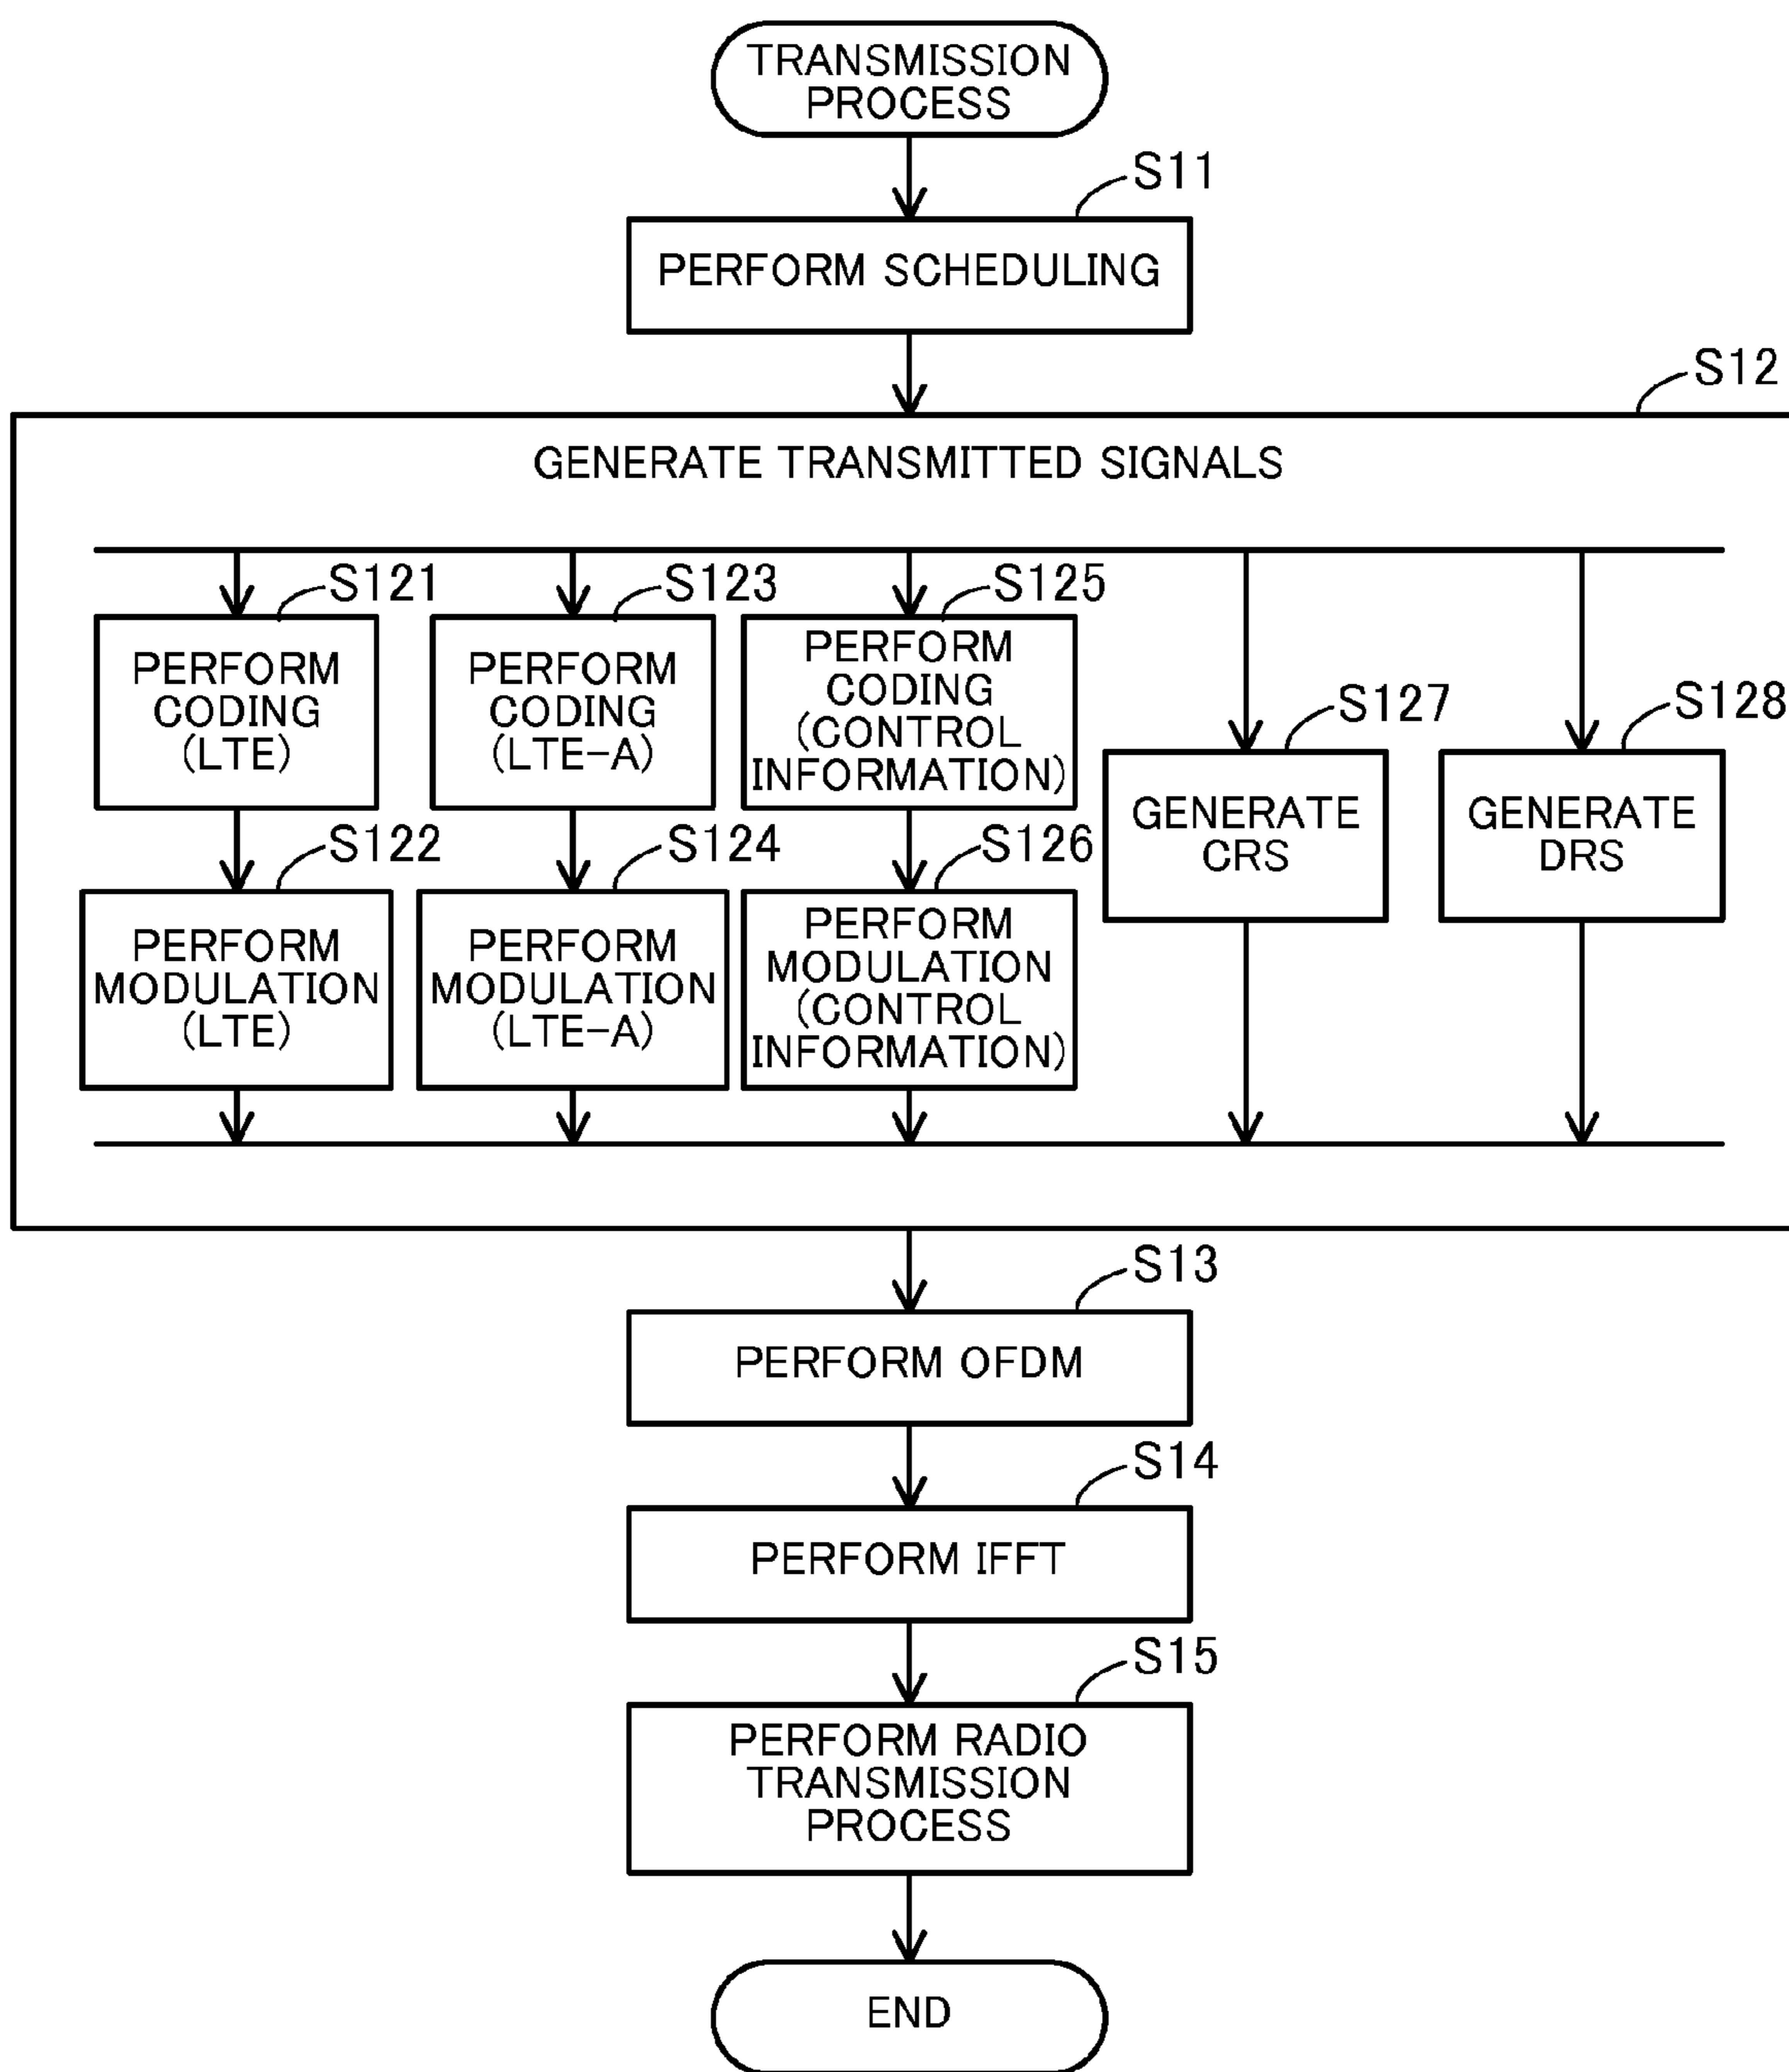 TRANSMISSION
PROCESS
S11
PERFORM SCHEDULING
S12
GENERATE TRANSMITTED SIGNALS
S121
PERFORM
CODING
(LTE)
S122
PERFORM
MODULATION
(LTE)
S123
PERFORM
CODING
(LTE-A)
S124
PERFORM
MODULATION
(LTE-A)
S125
PERFORM
CODING
(CONTROL
INFORMATION)
S126
PERFORM
MODULATION
(CONTROL
INFORMATION)
S127
GENERATE
CRS
S128
GENERATE
DRS
S13
PERFORM OFDM
S14
PERFORM IFFT
S15
PERFORM RADIO
TRANSMISSION
PROCESS
END